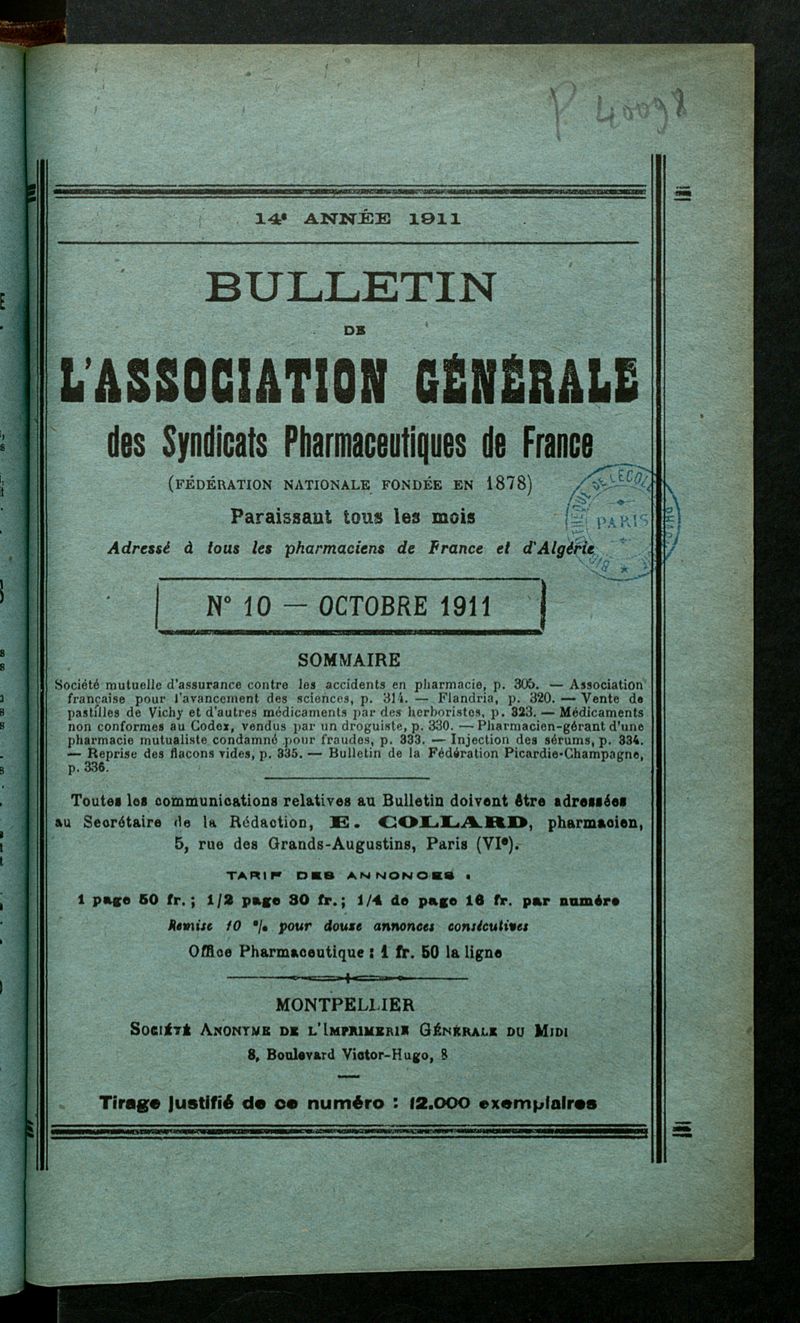 P 40098
14e ANNÉE 1911
BULLETIN
DE
L'ASSOCIATION GÉNÉRALE
des Syndicats Pharmaceutiques de France
(FÉDÉRATION NATIONALE FONDÉE EN 1878)
Paraissant tous les mois
Adressé à tous les pharmaciens de France et d'Algérie
PARIS
N° 10 — OCTOBRE 1911
SOMMAIRE
Société mutuelle d'assurance contre les accidents en pharmacie, p. 305. — Association
française pour l'avancement des sciences, p. 314. — Flandria, p. 320. — Vente de
pastilles de Vichy et d'autres médicaments par des herboristes, p. 323. — Médicaments
non conformes au Codex, vendus par un droguiste, p. 330. — Pharmacien-gérant d'une
pharmacie mutualiste condamné pour fraudes, p. 333. — Injection des sérums, p. 334.
— Reprise des flacons vides, p. 335. — Bulletin de la Fédération Picardie-Champagne,
p. 336.
Toutes les communications relatives au Bulletin doivent être adressées
au Secrétaire de la Rédaction, E. COLLARD, pharmacien,
5, rue des Grands-Augustins, Paris (VIe).
TARIF DES ANNONCES :
1 page 50 fr.; 1/2 page 30 fr.; 1/4 de page 16 fr. par numéro
Remise 10 % pour douze annonces consécutives
Office Pharmaceutique : 1 fr. 50 la ligne
MONTPELLIER
SOCIÉTÉ ANONYME DE L'IMPRIMERIE GÉNÉRALE DU MIDI
8, Boulevard Victor-Hugo, 8
Tirage justifié de ce numéro : 12.000 exemplaires